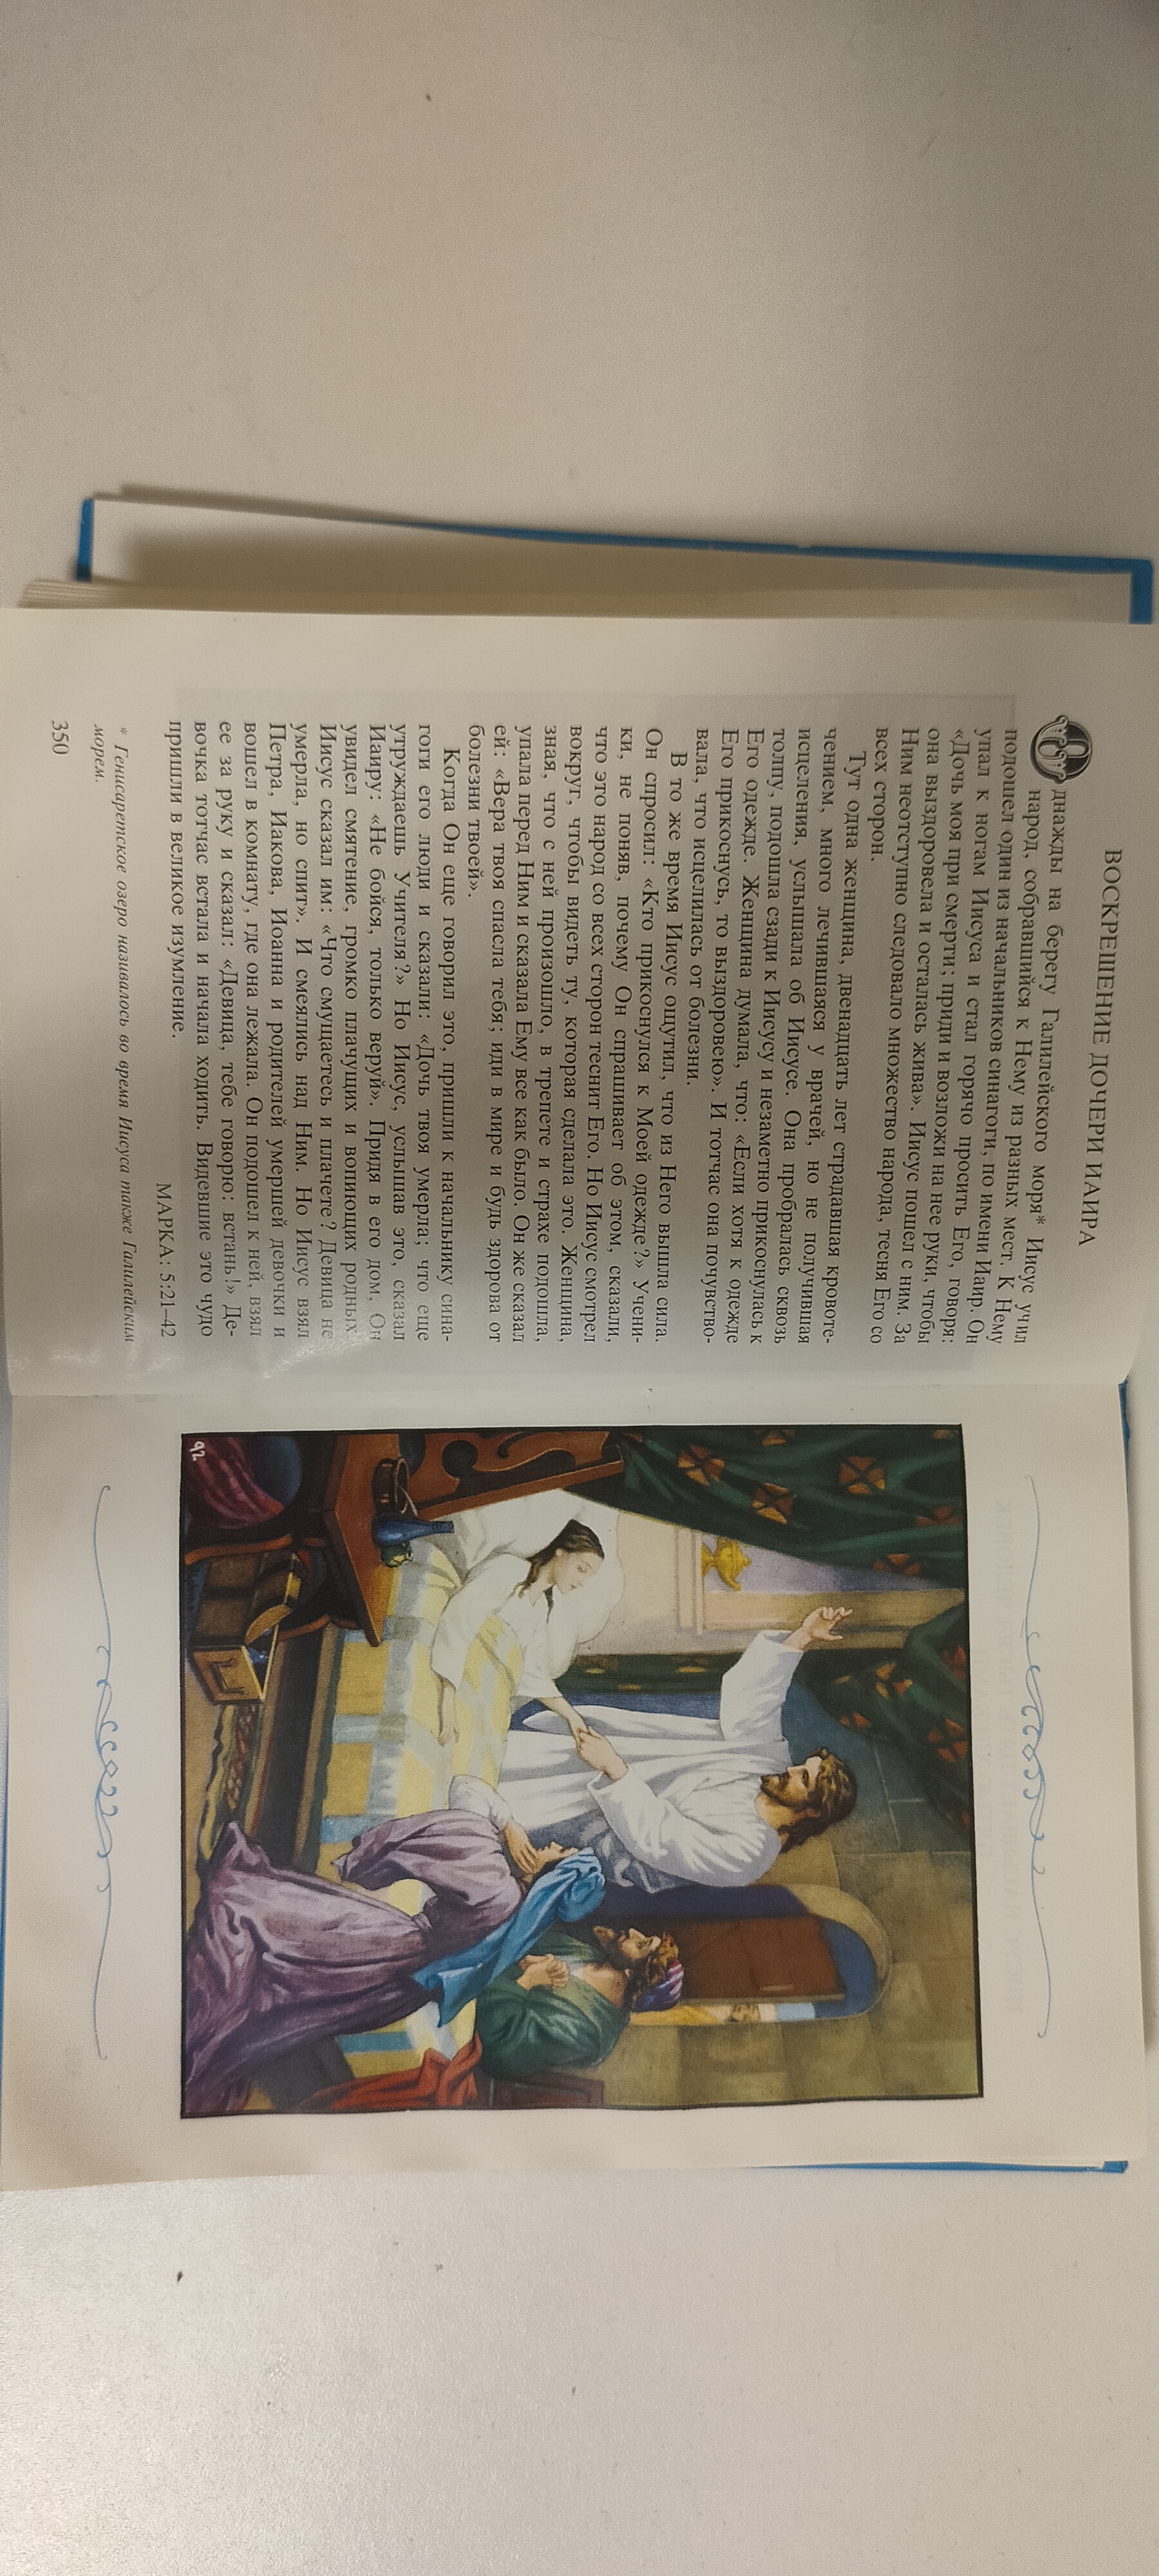 ВОСКРЕШЕНИЕ ДОЧЕРИ ИАИРА
Однажды на берегу Галилейского моря* Иисус учил
народ, собравшийся к Нему из разных мест. К Нему
подошел один из начальников синагоги, по имени Иаир. Он
упал к ногам Иисуса и стал горячо просить Его, говоря:
«Дочь моя при смерти; приди и возложи на нее руки, чтобы
она выздоровела и осталась жива». Иисус пошел с ним. За
Ним неотступно следовало множество народа, тесня Его со
всех сторон.
Тут одна женщина, двенадцать лет страдавшая кровоте-
чением, много лечившаяся у врачей, но не получившая
исцеления, услышала об Иисусе. Она пробралась сквозь
толпу, подошла сзади к Иисусу и незаметно прикоснулась к
Его одежде. Женщина думала, что: «Если хотя к одежде
Его прикоснусь, то выздоровею». И тотчас она почувство-
вала, что исцелилась от болезни.
В то же время Иисус ощутил, что из Него вышла сила.
Он спросил: «Кто прикоснулся к Моей одежде?» Учени-
ки, не поняв, почему Он спрашивает об этом, сказали,
что это народ со всех сторон теснит Его. Но Иисус смотрел
вокруг, чтобы видеть ту, которая сделала это. Женщина,
зная, что с ней произошло, в трепете и страхе подошла,
упала перед Ним и сказала Ему все как было. Он же сказал
ей: «Вера твоя спасла тебя; иди в мире и будь здорова от
болезни твоей».
Когда Он еще говорил это, пришли к начальнику сина-
гоги его люди и сказали: «Дочь твоя умерла; что еще
утруждаешь Учителя?» Но Иисус, услышав это, сказал
Иаиру: «Не бойся, только веруй». Придя в его дом, Он
увидел смятение, громко плачущих и вопиющих родных.
Иисус сказал им: «Что смущаетесь и плачете? Девица не
умерла, но спит». И смеялись над Ним. Но Иисус взял
Петра, Иакова, Иоанна и родителей умершей девочки и
вошел в комнату, где она лежала. Он подошел к ней, взял
ее за руку и сказал: «Девица, тебе говорю: встань!» Де-
вочка тотчас встала и начала ходить. Видевшие это чудо
пришли в великое изумление.
МАРКА: 5:21–42
* Генисаретское озеро называлось во время Иисуса также Галилейским
морем.
350
92